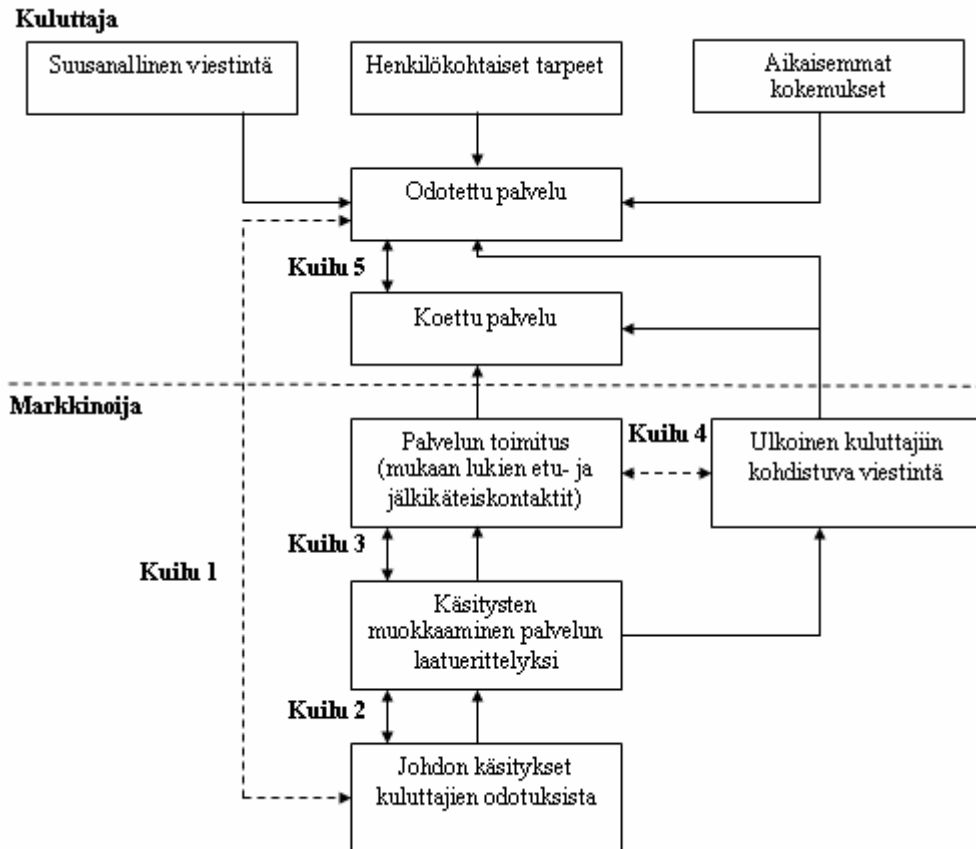 Kuluttaja
Suusanallinen viestintä
Henkilökohtaiset tarpeet
Aikaisemmat
kokemukset
Odotettu palvelu
Kuilu 5
Koettu palvelu
Markkinoija
Palvelun toimitus
(mukaan lukien etu- ja
jälkikäteiskontaktit)
Kuilu 4
Ulkoinen kuluttajiin
kohdistuva viestintä
Kuilu 3
Kuilu 1
Käsitysten
muokkaaminen palvelun
laatuerittelyksi
Kuilu 2
Johdon käsitykset
kuluttajien odotuksista